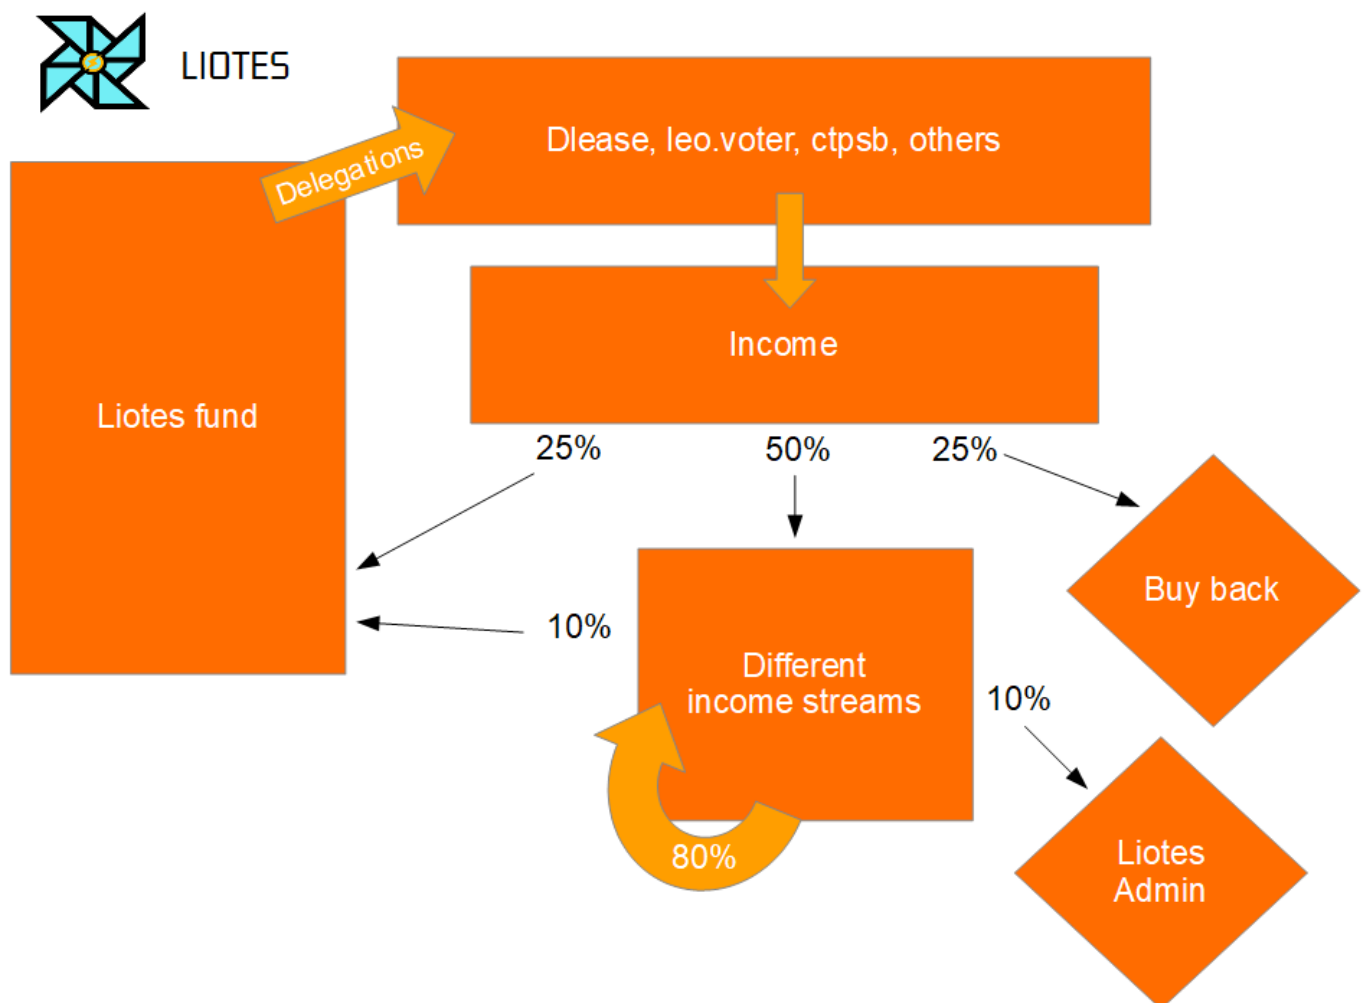 LIOTES
Dlease, leo.voter, ctpsb, others
Delegations
Income
Liotes fund
25%
50%
25%
Buy back
10%
Different
income streams
10%
80%
Liotes
Admin